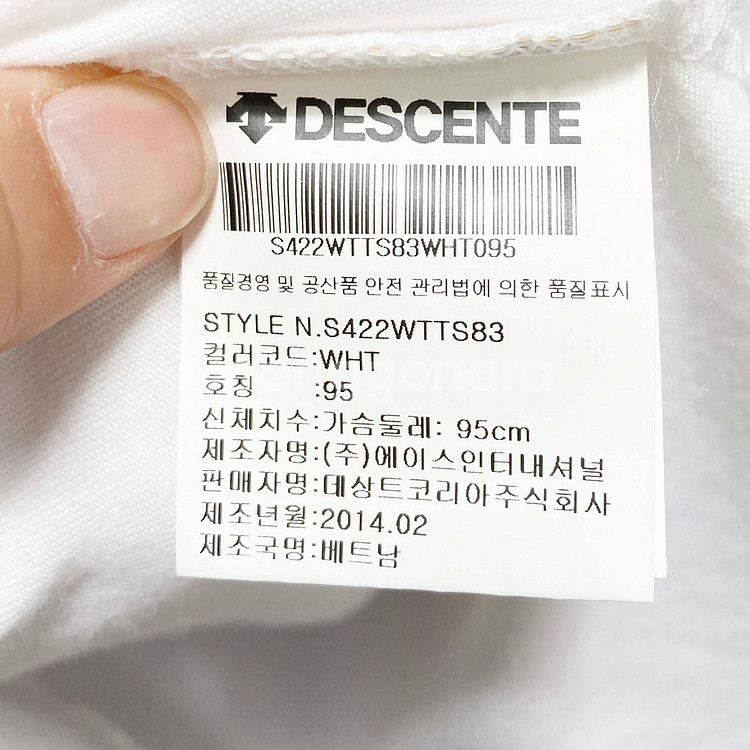 DESCENTE
S422WTTS83WHT095
품질경영 및 공산품 안전 관리법에 의한 품질표시
STYLE N.S422WTTS83
컬러코드:WHT
호칭 :95
신체치수:가슴둘레: 95cm
제조자명:(주)에이스인터내셔널
판매자명:데상트코리아주식회사
제조년월:2014.02
제조국명:베트남